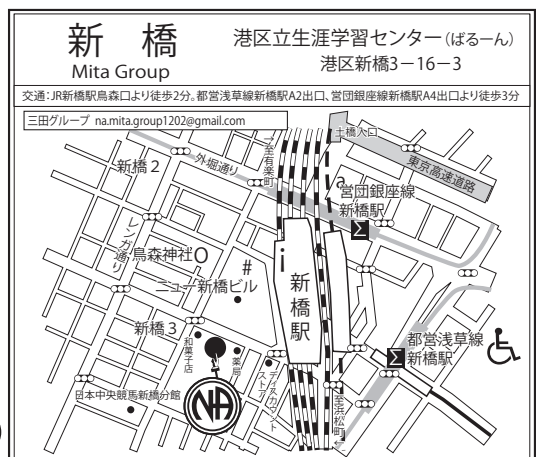 新 橋
Mita Group
港区立生涯学習センター(ばるーん)
港区新橋3−16−3
交通:JR新橋駅烏森口より徒歩2分。都営浅草線新橋駅A2出口、営団銀座線新橋駅A4出口より徒歩3分
三田グループ na.mita.group1202@gmail.com
土橋入口
東京高速道路
→至有楽町
外堀通り
新橋2
a
営団銀座線
新橋駅
レンガ通り
烏森神社O
#
ニュー新橋ビル
i
新橋駅
新橋3
和菓子店
薬局
ディスカウント
ストア
都営浅草線
新橋駅
日本中央競馬新橋分館
NA
至浜松町←